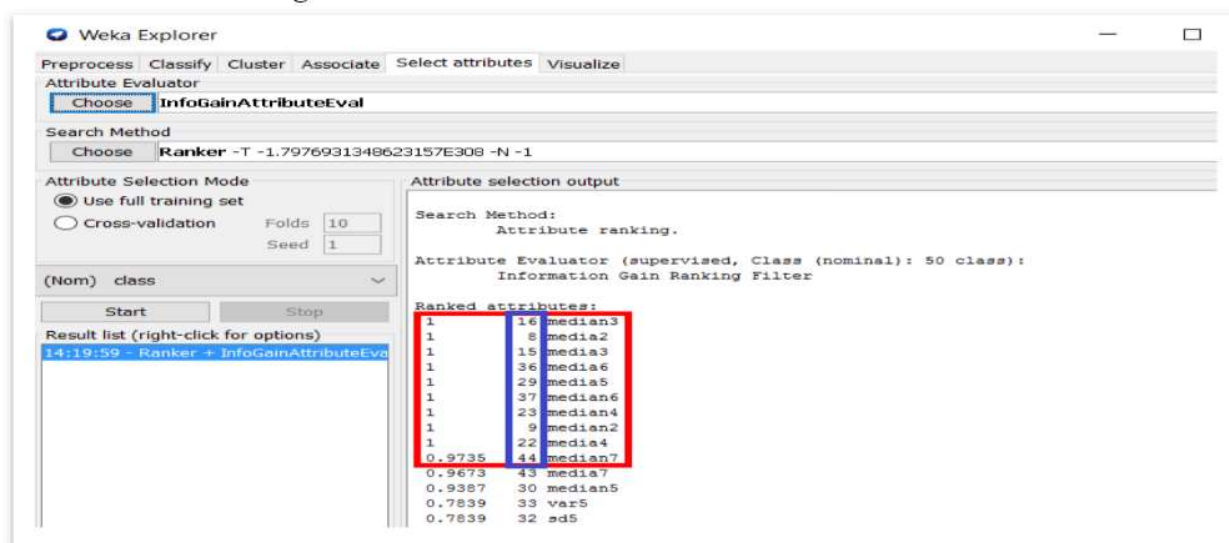 Weka Explorer
Preprocess Classify Cluster Associate Select attributes Visualize
Attribute Evaluator
Choose InfoGainAttributeEval
Search Method
Choose Ranker -T -1.7976931348623157E308 -N -1
Attribute Selection Mode
Use full training set
Cross-validation Folds 10
Seed 1
(Nom) class
Start Stop
Result list (right-click for options)
14:19:59 - Ranker + InfoGainAttributeEva
Attribute selection output
Search Method:
Attribute ranking.
Attribute Evaluator (supervised, Class (nominal): 50 class):
Information Gain Ranking Filter
Ranked attributes:
1 16 median3
1 8 media2
1 15 media3
1 36 media6
1 29 media5
1 37 median6
1 23 median4
1 9 median2
1 22 media4
0.9735 44 median7
0.9673 43 media7
0.9387 30 median5
0.7839 33 var5
0.7839 32 sd5